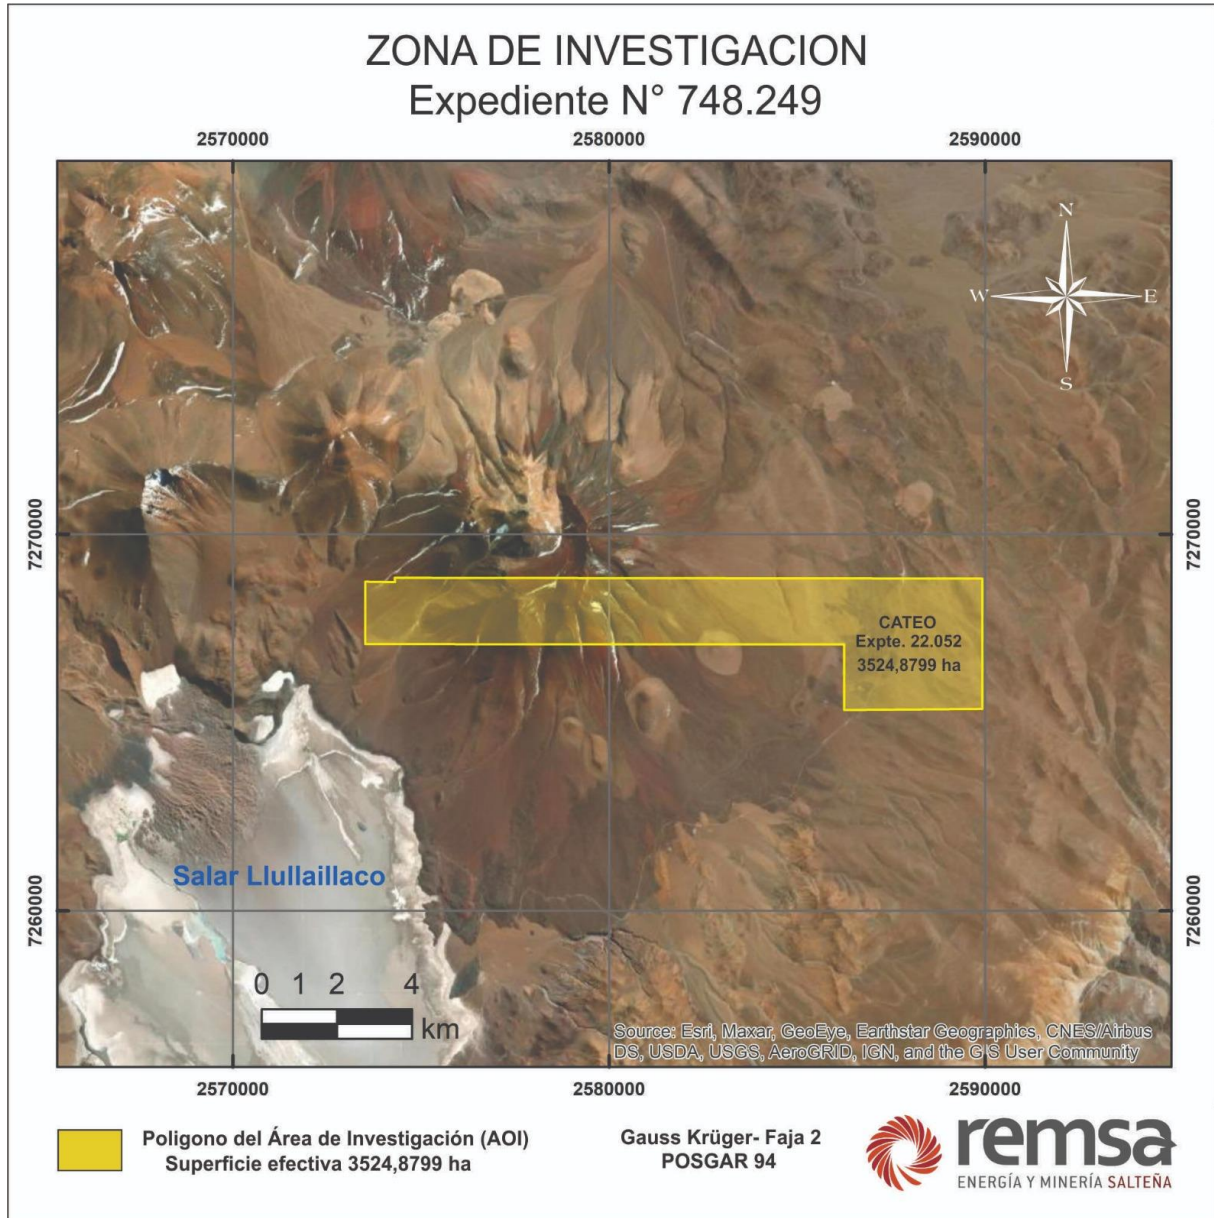 ZONA DE INVESTIGACION
Expediente N° 748.249
2570000
2580000
2590000
N
W
E
S
7270000
7270000
CATEO
Expte. 22.052
3524,8799 ha
Salar Llullaillaco
7260000
7260000
0 1 2 4
km
Source: Esri, Maxar, GeoEye, Earthstar Geographics, CNES/Airbus
DS, USDA, USGS, AeroGRID, IGN, and the GIS User Community
2570000
2580000
2590000
Poligono del Área de Investigación (AOI)
Superficie efectiva 3524,8799 ha
Gauss Krüger- Faja 2
POSGAR 94
remsa
ENERGÍA Y MINERÍA SALTEÑA